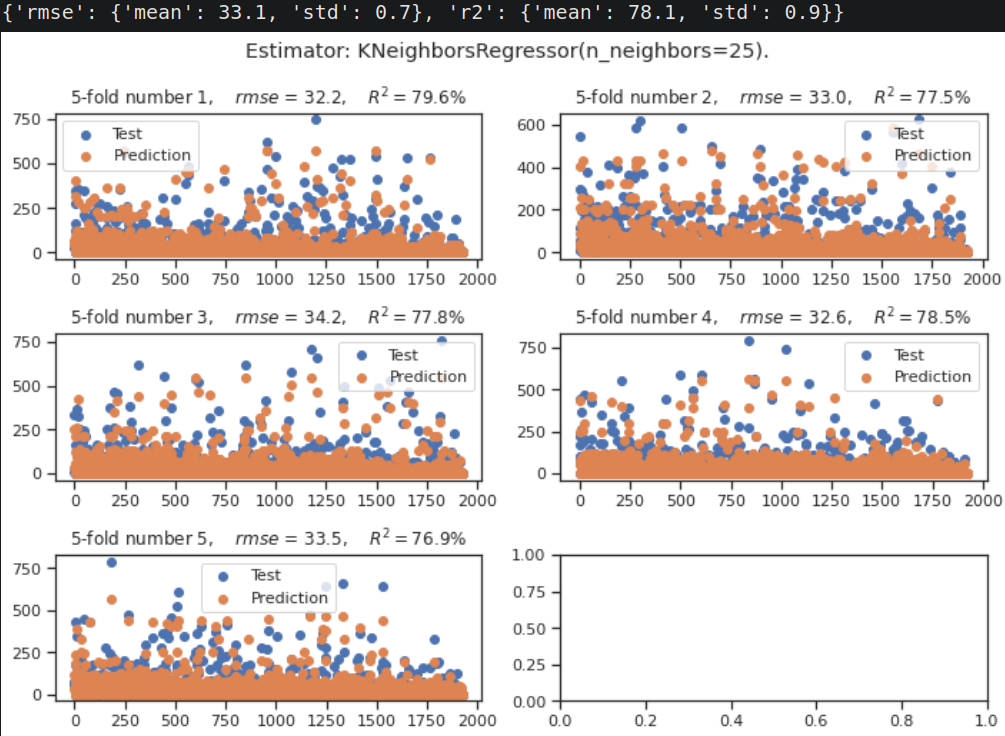 {'rmse': {'mean': 33.1, 'std': 0.7}, 'r2': {'mean': 78.1, 'std': 0.9}}
Estimator: KNeighborsRegressor(n_neighbors=25).
5-fold number 1, rmse = 32.2, R² = 79.6%
750
500
250
0
Test
Prediction
0 250 500 750 1000 1250 1500 1750 2000
5-fold number 2, rmse = 33.0, R² = 77.5%
600
400
200
0
Test
Prediction
0 250 500 750 1000 1250 1500 1750 2000
5-fold number 3, rmse = 34.2, R² = 77.8%
750
500
250
0
Test
Prediction
0 250 500 750 1000 1250 1500 1750 2000
5-fold number 4, rmse = 32.6, R² = 78.5%
750
500
250
0
Test
Prediction
0 250 500 750 1000 1250 1500 1750 2000
5-fold number 5, rmse = 33.5, R² = 76.9%
750
500
250
0
Test
Prediction
0 250 500 750 1000 1250 1500 1750 2000
1.00
0.75
0.50
0.25
0.00
0.0 0.2 0.4 0.6 0.8 1.0